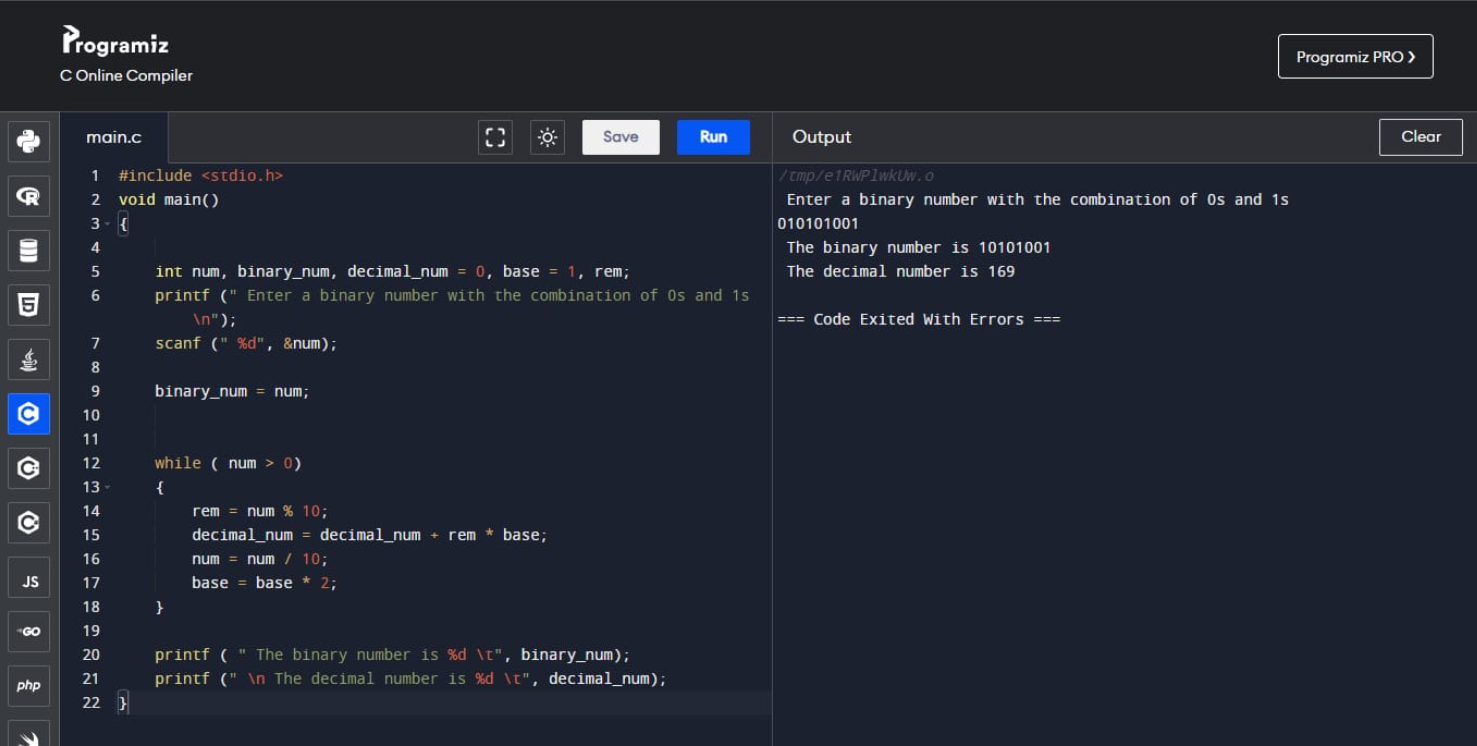 Programiz
C Online Compiler
Programiz PRO ❯
main.c
Save
Run
Output
Clear
1 #include <stdio.h>
2 void main()
3 {
4
5 int num, binary_num, decimal_num = 0, base = 1, rem;
6 printf (" Enter a binary number with the combination of 0s and 1s
\n");
7 scanf (" %d", &num);
8
9 binary_num = num;
10
11
12 while ( num > 0)
13 {
14 rem = num % 10;
15 decimal_num = decimal_num + rem * base;
16 num = num / 10;
17 base = base * 2;
18 }
19
20 printf ( " The binary number is %d \t", binary_num);
21 printf (" \n The decimal number is %d \t", decimal_num);
22 }
/tmp/e1RWPlwkUw.o
Enter a binary number with the combination of 0s and 1s
010101001
The binary number is 10101001
The decimal number is 169
=== Code Exited With Errors ===
R
5
C
C
C
JS
GO
php